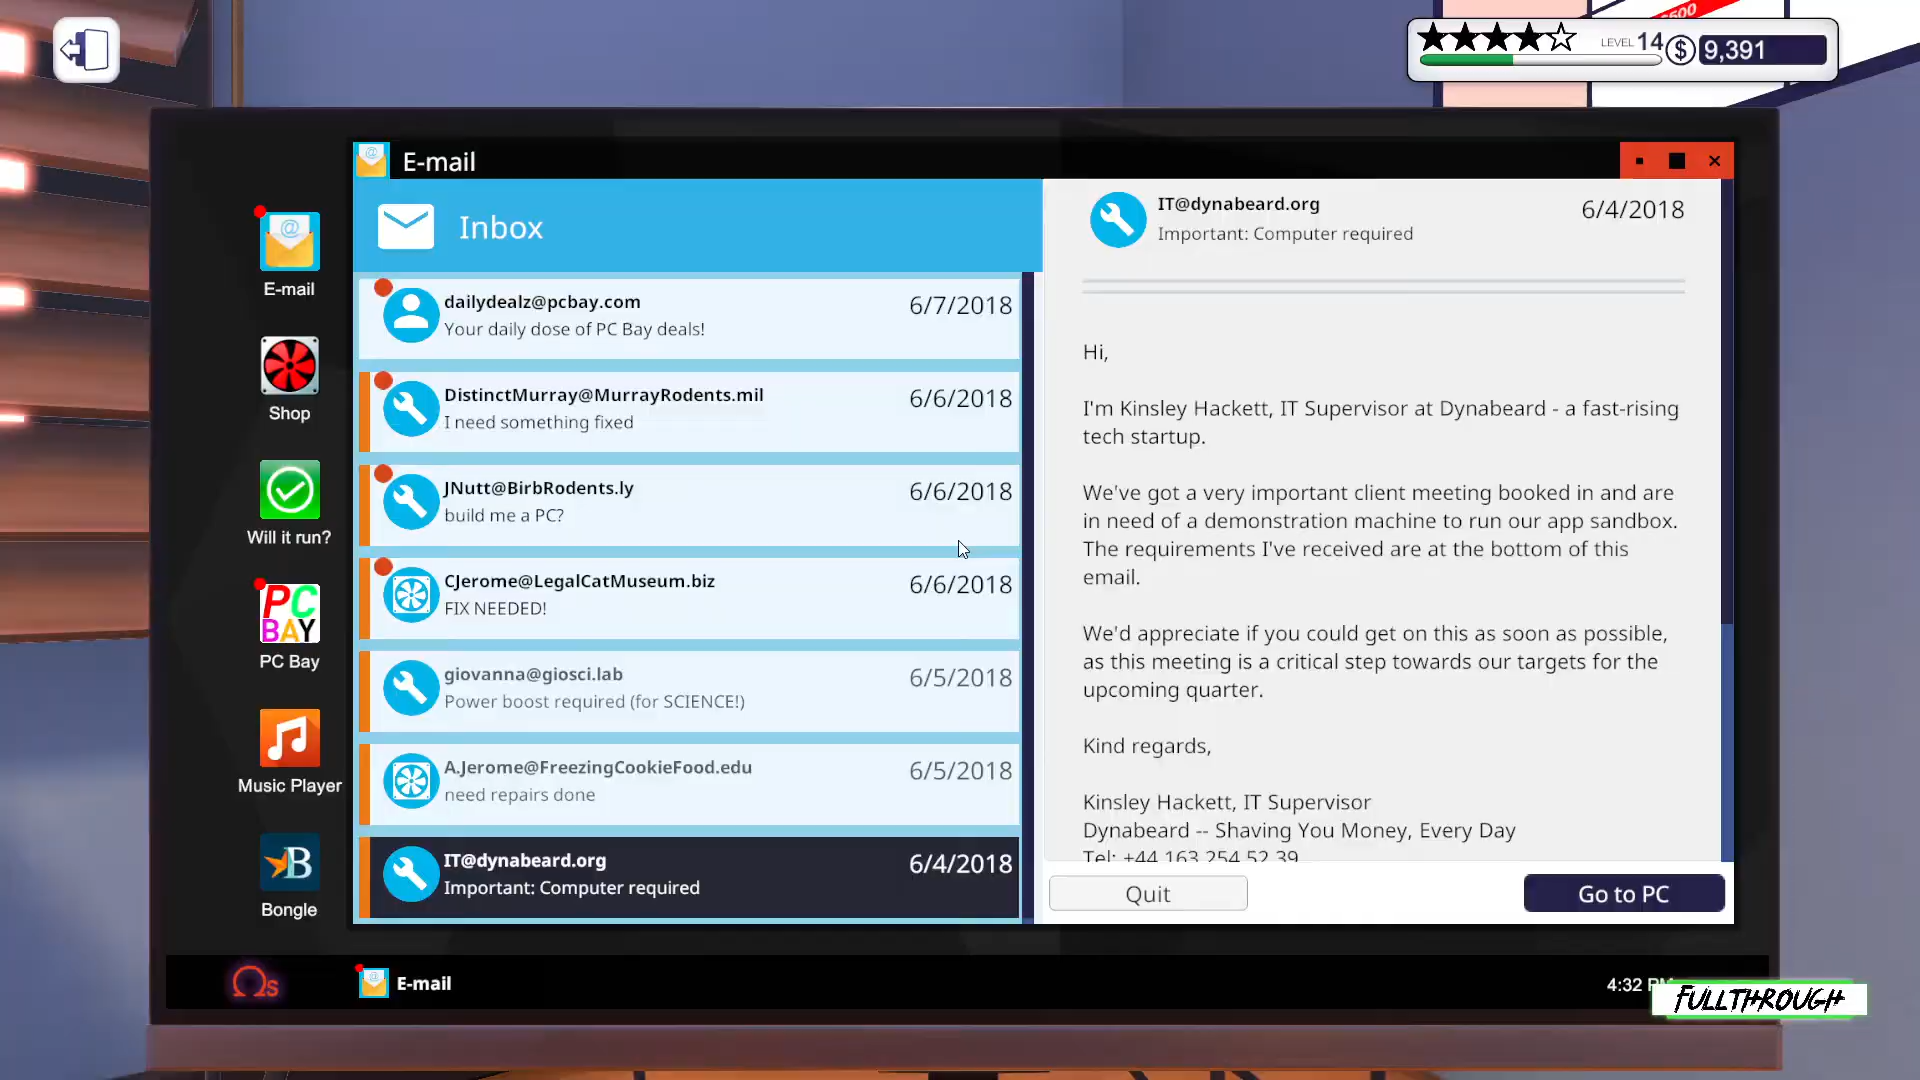 $500
LEVEL 14
$ 9,391
E-mail
Inbox
E-mail
Shop
Will it run?
PC BAY
PC Bay
Music Player
B
Bongle
dailydealz@pcbay.com
6/7/2018
Your daily dose of PC Bay deals!
DistinctMurray@MurrayRodents.mil
6/6/2018
I need something fixed
JNutt@BirbRodents.ly
6/6/2018
build me a PC?
CJerome@LegalCatMuseum.biz
6/6/2018
FIX NEEDED!
giovanna@giosci.lab
6/5/2018
Power boost required (for SCIENCE!)
A.Jerome@FreezingCookieFood.edu
6/5/2018
need repairs done
IT@dynabeard.org
6/4/2018
Important: Computer required
IT@dynabeard.org
6/4/2018
Important: Computer required
Hi,
I'm Kinsley Hackett, IT Supervisor at Dynabeard - a fast-rising
tech startup.
We've got a very important client meeting booked in and are
in need of a demonstration machine to run our app sandbox.
The requirements I've received are at the bottom of this
email.
We'd appreciate if you could get on this as soon as possible,
as this meeting is a critical step towards our targets for the
upcoming quarter.
Kind regards,
Kinsley Hackett, IT Supervisor
Dynabeard -- Shaving You Money, Every Day
Tel: +44 163 254 52 39
Quit
Go to PC
Ωs
E-mail
4:32 PM
FULLTHROUGH